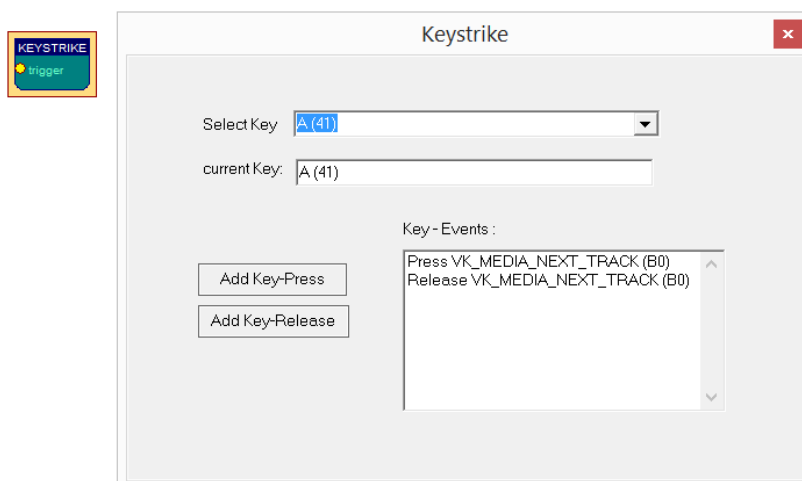 KEYSTRIKE
trigger
Keystrike
x
Select Key
A (41)
current Key:
A (41)
Key - Events :
Press VK_MEDIA_NEXT_TRACK (B0)
Release VK_MEDIA_NEXT_TRACK (B0)
Add Key-Press
Add Key-Release